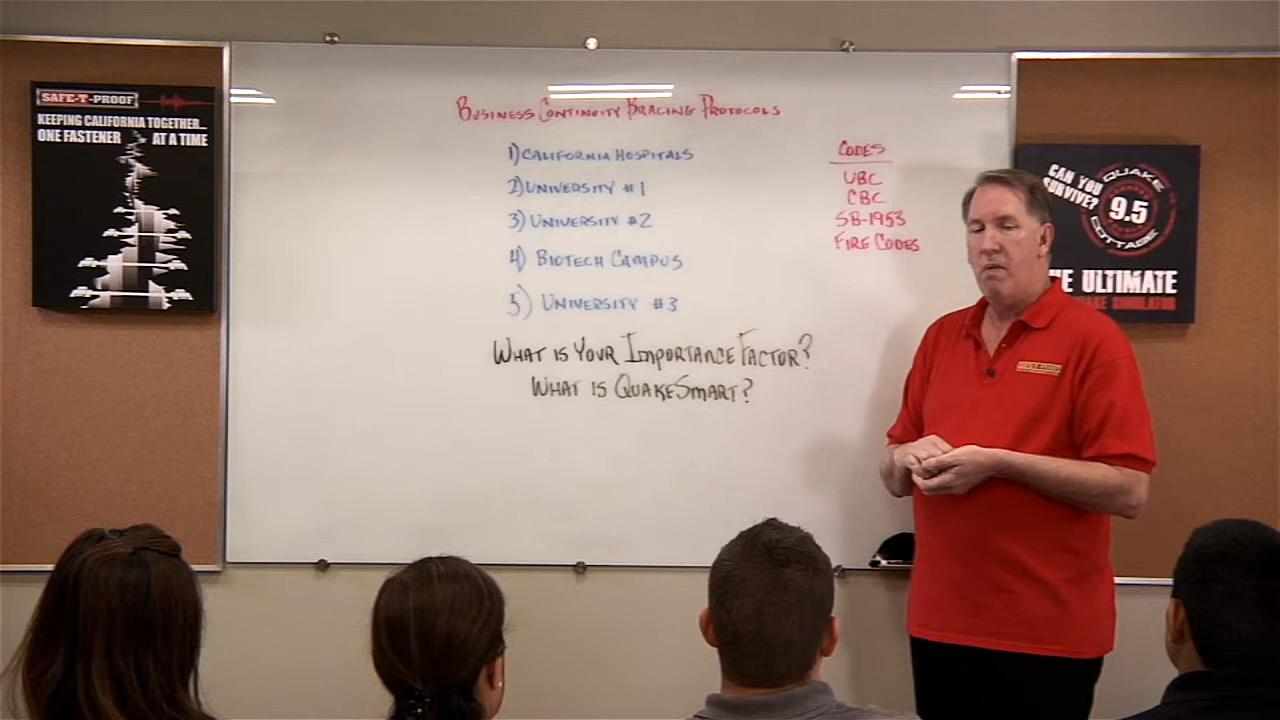 SAFE-T-PROOF
KEEPING CALIFORNIA TOGETHER...
ONE FASTENER AT A TIME
BUSINESS CONTINUITY BRACING PROTOCOLS
1) CALIFORNIA HOSPITALS
2) UNIVERSITY #1
3) UNIVERSITY #2
4) BIOTECH CAMPUS
5) UNIVERSITY #3
WHAT IS YOUR IMPORTANCE FACTOR?
WHAT IS QUAKESMART?
CODES
UBC
CBC
SB-1953
FIRE CODES
CAN YOU
SURVIVE?
QUAKE
9.5
COTTAGE
HE ULTIMATE
SIMULATOR